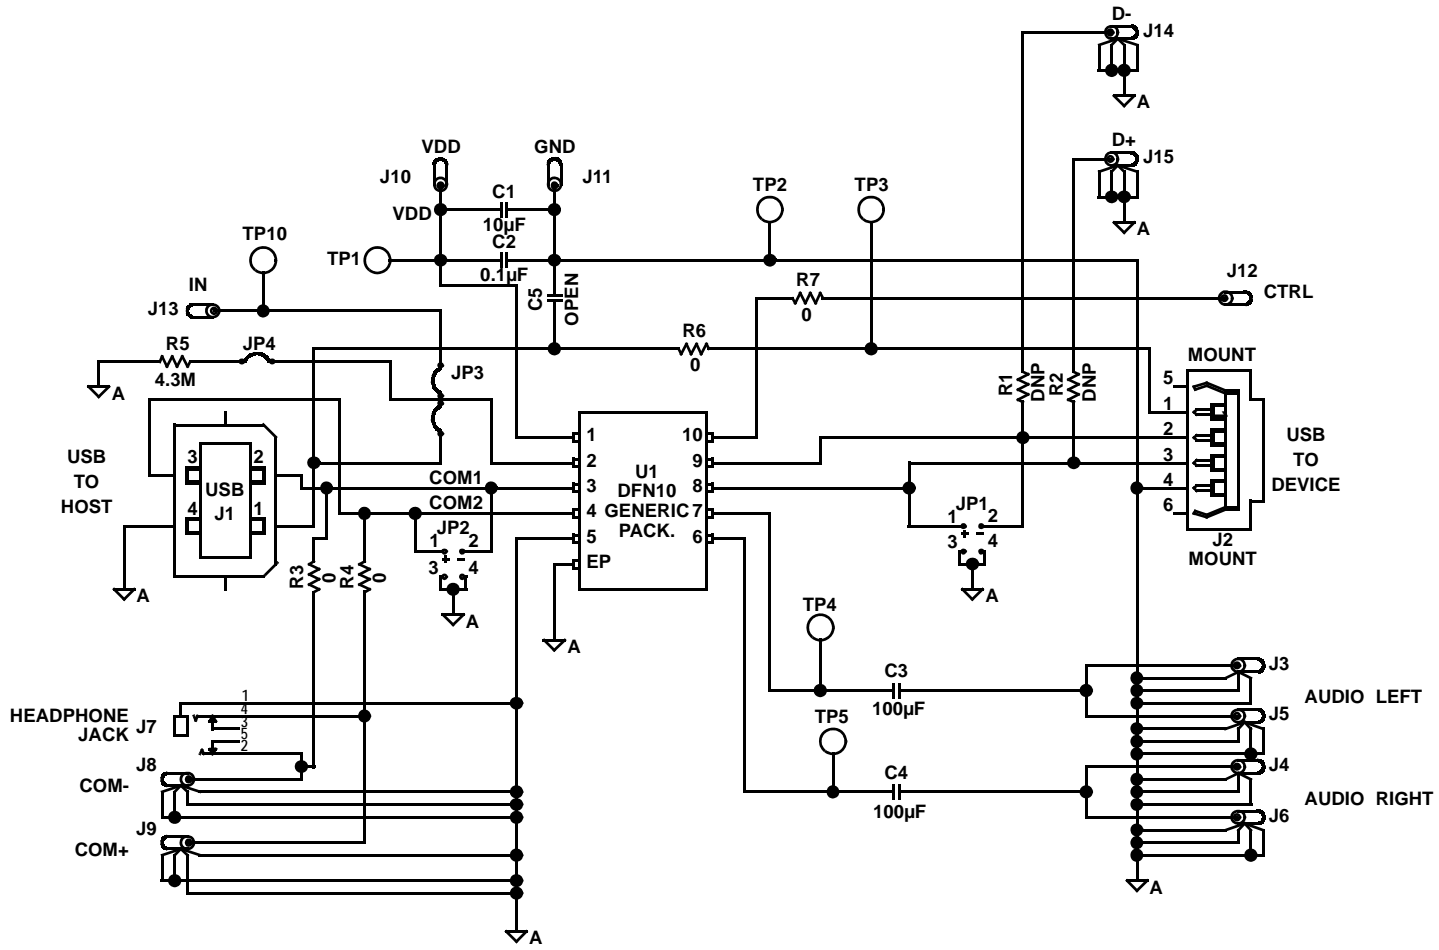 D-
J14
A
D+
J15
A
VDD
GND
J10
J11
C1
VDD
10µF
C2
0.1µF
TP1
TP2
TP3
TP10
IN
J13
C5
OPEN
R7
0
J12
CTRL
R5
4.3M
JP4
A
JP3
R6
0
R1
DNP
R2
DNP
MOUNT
5
1
2
3
4
6
USB
TO
DEVICE
J2
MOUNT
USB
TO
HOST
3
2
USB
J1
4
1
A
COM1
COM2
JP2
1
2
3
4
A
R3
0
R4
0
1
2
3
4
5
EP
U1
DFN10
GENERIC
PACK.
10
9
8
7
6
A
JP1
1
2
3
4
A
TP4
C3
100µF
TP5
C4
100µF
J3
AUDIO LEFT
J5
J4
AUDIO RIGHT
J6
A
HEADPHONE
JACK
J7
1
4
3
5
2
J8
COM-
J9
COM+
A